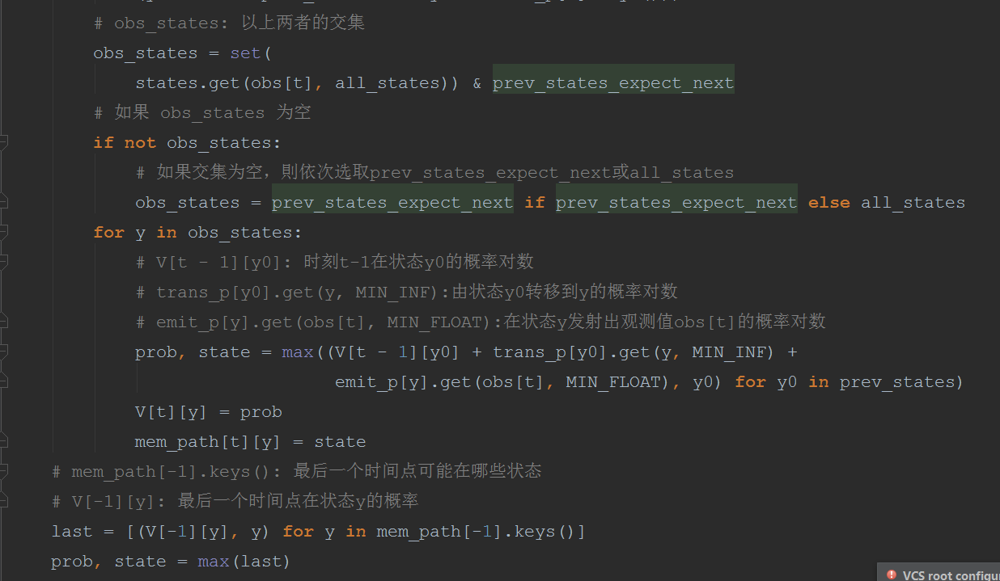 # obs_states: 以上两者的交集
obs_states = set(
states.get(obs[t], all_states)) & prev_states_expect_next
# 如果 obs_states 为空
if not obs_states:
# 如果交集为空，則依次选取prev_states_expect_next或all_states
obs_states = prev_states_expect_next if prev_states_expect_next else all_states
for y in obs_states:
# V[t - 1][y0]: 时刻t-1在状态y0的概率对数
# trans_p[y0].get(y, MIN_INF):由状态y0转移到y的概率对数
# emit_p[y].get(obs[t], MIN_FLOAT):在状态y发射出观测值obs[t]的概率对数
prob, state = max((V[t - 1][y0] + trans_p[y0].get(y, MIN_INF) +
emit_p[y].get(obs[t], MIN_FLOAT), y0) for y0 in prev_states)
V[t][y] = prob
mem_path[t][y] = state
# mem_path[-1].keys(): 最后一个时间点可能在哪些状态
# V[-1][y]: 最后一个时间点在状态y的概率
last = [(V[-1][y], y) for y in mem_path[-1].keys()]
prob, state = max(last)
VCS root configu